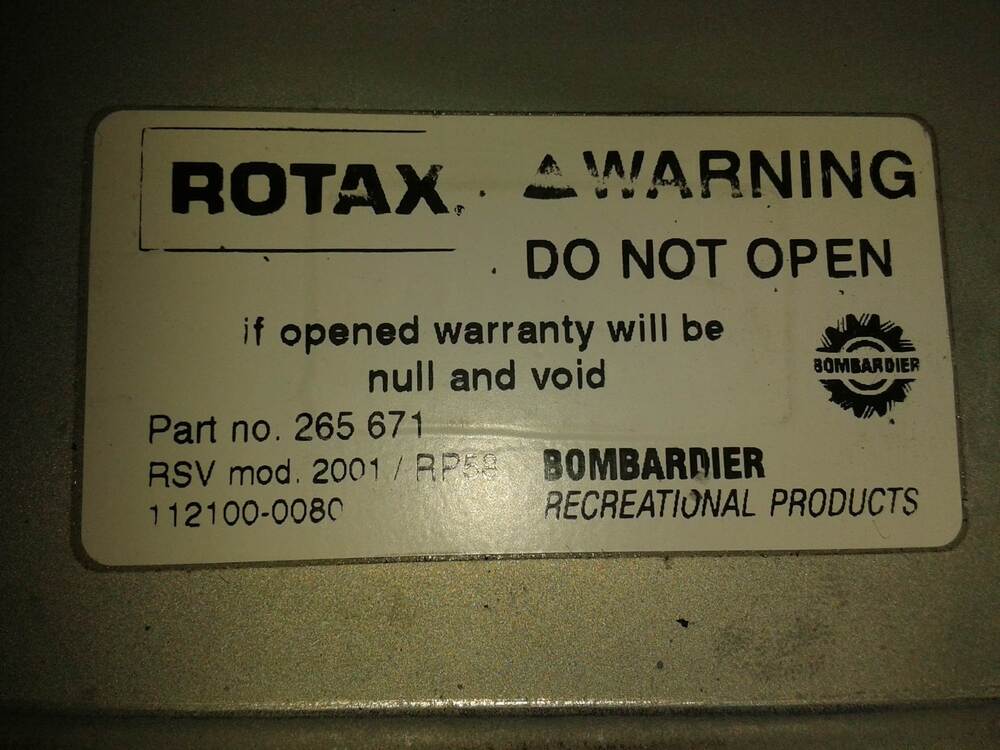 ROTAX
WARNING
DO NOT OPEN
if opened warranty will be
null and void
BOMBARDIER
Part no. 265 671
RSV mod. 2001 / RP58
112100-0080
BOMBARDIER
RECREATIONAL PRODUCTS